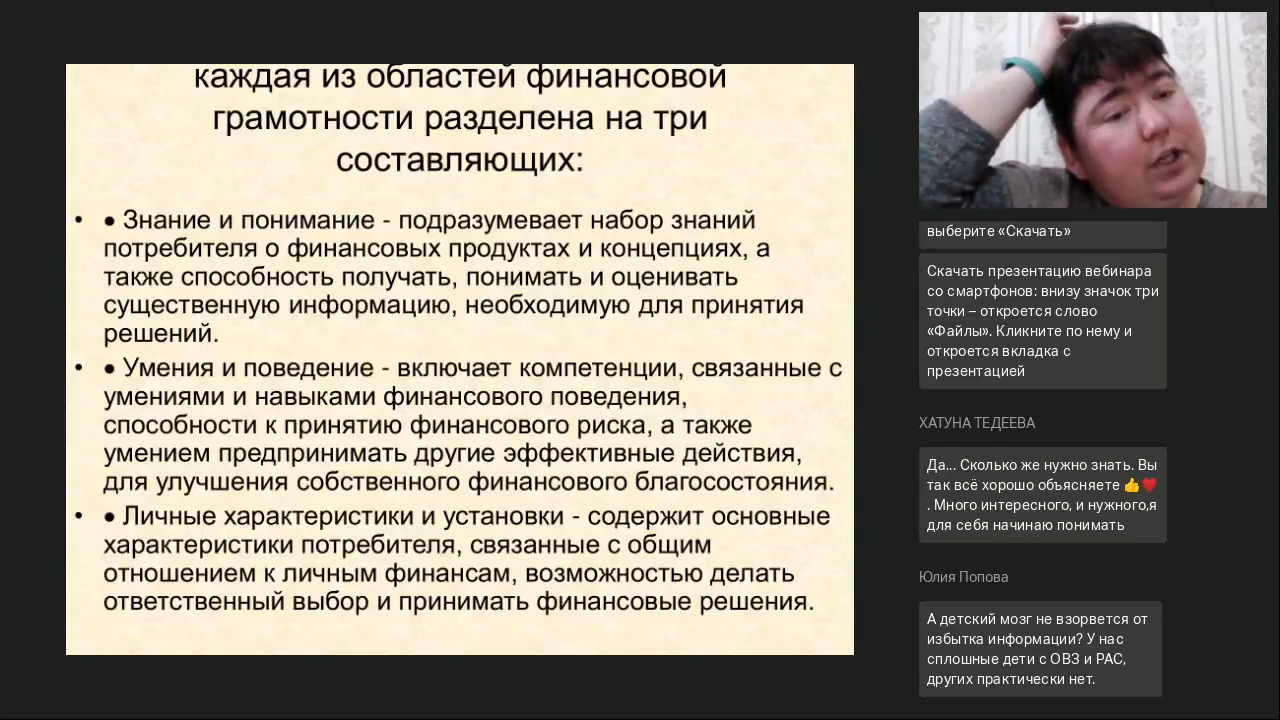 каждая из областей финансовой
грамотности разделена на три
составляющих:
• ● Знание и понимание - подразумевает набор знаний
потребителя о финансовых продуктах и концепциях, а
также способность получать, понимать и оценивать
существенную информацию, необходимую для принятия
решений.
• ● Умения и поведение - включает компетенции, связанные с
умениями и навыками финансового поведения,
способности к принятию финансового риска, а также
умением предпринимать другие эффективные действия,
для улучшения собственного финансового благосостояния.
• ● Личные характеристики и установки - содержит основные
характеристики потребителя, связанные с общим
отношением к личным финансам, возможностью делать
ответственный выбор и принимать финансовые решения.
выберите «Скачать»
Скачать презентацию вебинара
со смартфонов: внизу значок три
точки – откроется слово
«Файлы». Кликните по нему и
откроется вкладка с
презентацией
ХАТУНА ТЕДЕЕВА
Да... Сколько же нужно знать. Вы
так всё хорошо объясняете 👍❤️
. Много интересного, и нужного,я
для себя начинаю понимать
Юлия Попова
А детский мозг не взорвется от
избытка информации? У нас
сплошные дети с ОВЗ и РАС,
других практически нет.